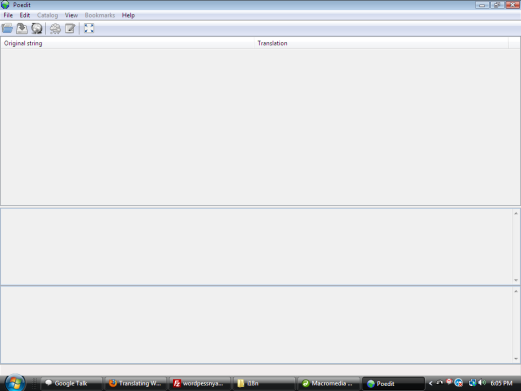 Poedit
File Edit Catalog View Bookmarks Help
Original string Translation
Google Talk Translating W... wordpessnya... i18n Macromedia ... Poedit 6:05 PM